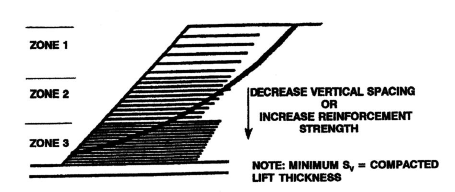 ZONE 1
ZONE 2
ZONE 3
DECREASE VERTICAL SPACING
OR
INCREASE REINFORCEMENT
STRENGTH
NOTE: MINIMUM Sv = COMPACTED
LIFT THICKNESS